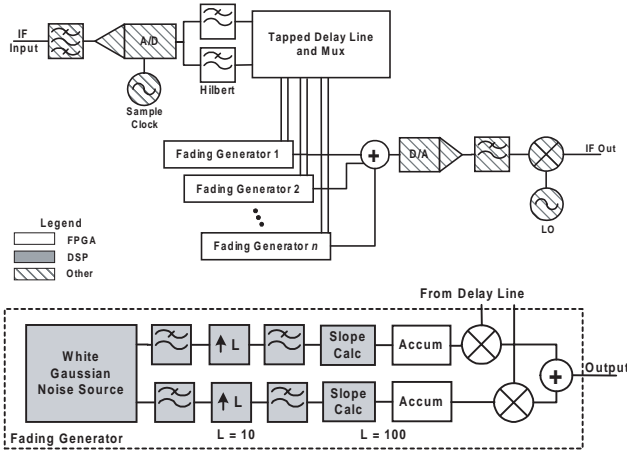 IF
Input
A/D
Sample
Clock
Hilbert
Tapped Delay Line
and Mux
Fading Generator 1
Fading Generator 2
Fading Generator n
+
D/A
IF Out
LO
Legend
FPGA
DSP
Other
From Delay Line
White
Gaussian
Noise Source
↑ L
Slope
Calc
Accum
↑ L
Slope
Calc
Accum
+
Output
Fading Generator
L = 10
L = 100